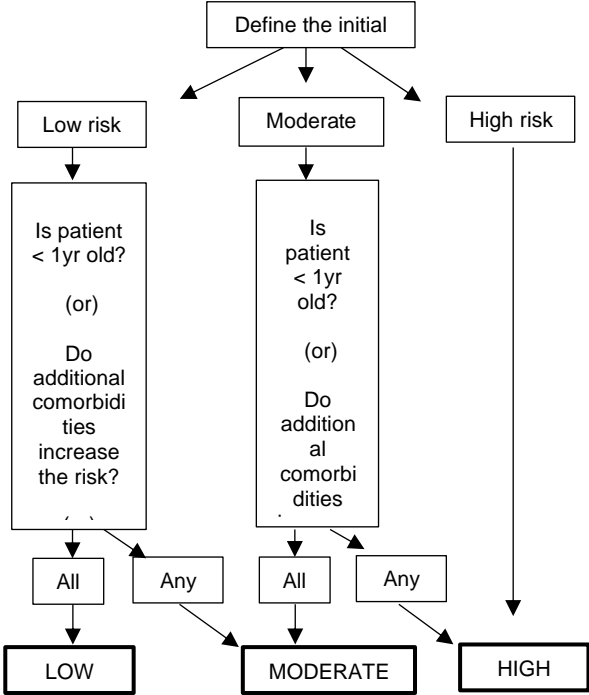 Define the initial
Low risk
Moderate
High risk
Is patient
< 1yr old?
(or)
Do
additional
comorbidi
ties
increase
the risk?
Is
patient
< 1yr
old?
(or)
Do
addition
al
comorbi
dities
All
Any
All
Any
LOW
MODERATE
HIGH